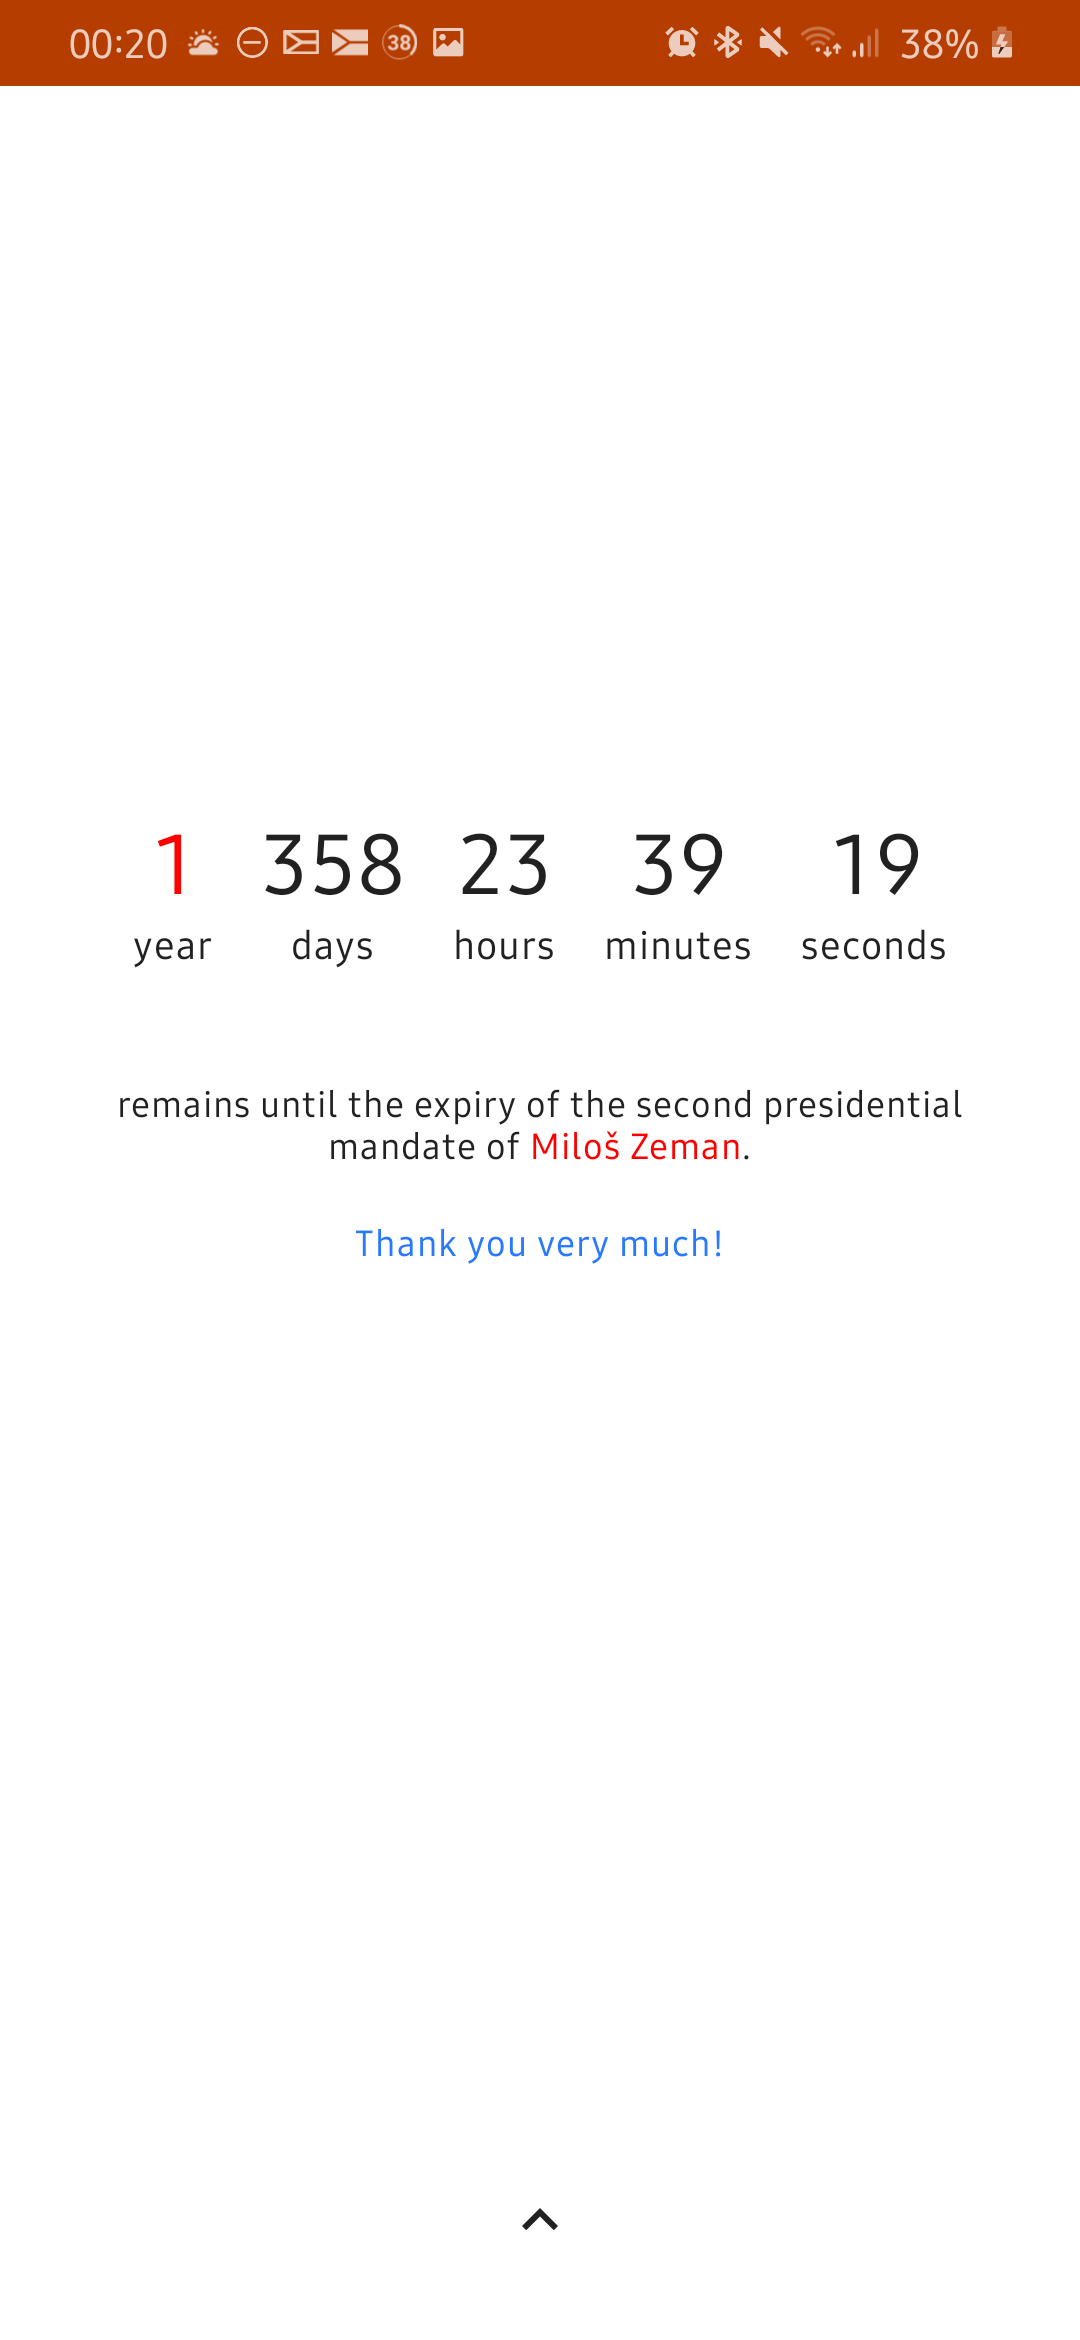 00:20 38 38%
1 358 23 39 19
year days hours minutes seconds
remains until the expiry of the second presidential
mandate of Miloš Zeman.
Thank you very much!